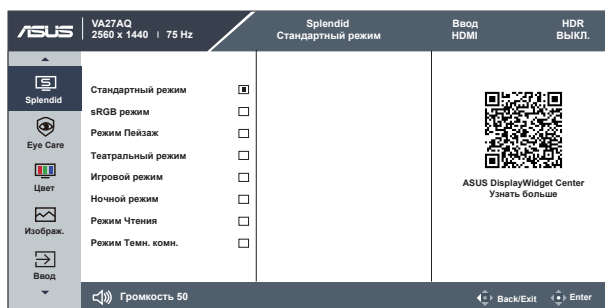 ASUS
VA27AQ
2560 x 1440 | 75 Hz
Splendid
Стандартный режим
Ввод
HDMI
HDR
ВЫКЛ.
Splendid
Eye Care
Цвет
Изображ.
Ввод
Стандартный режим
sRGB режим
Режим Пейзаж
Театральный режим
Игровой режим
Ночной режим
Режим Чтения
Режим Темн. комн.
ASUS DisplayWidget Center
Узнать больше
Громкость 50
Back/Exit
Enter